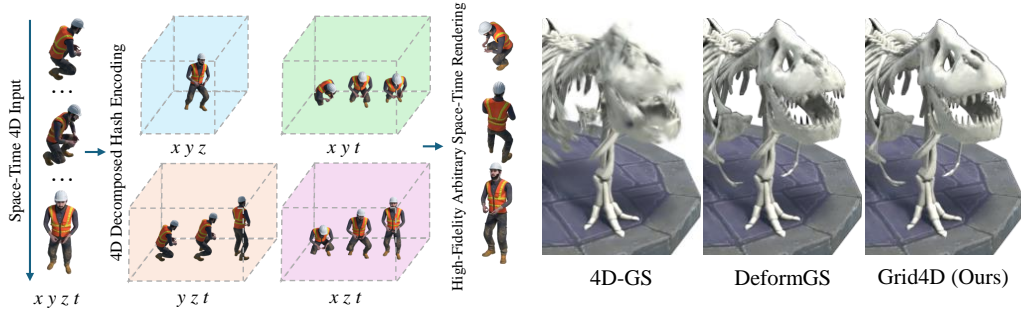 Space-Time 4D Input
. . .
. . .
x y z t
4D Decomposed Hash Encoding
x y z
x y t
y z t
x z t
High-Fidelity Arbitrary Space-Time Rendering
4D-GS
DeformGS
Grid4D (Ours)